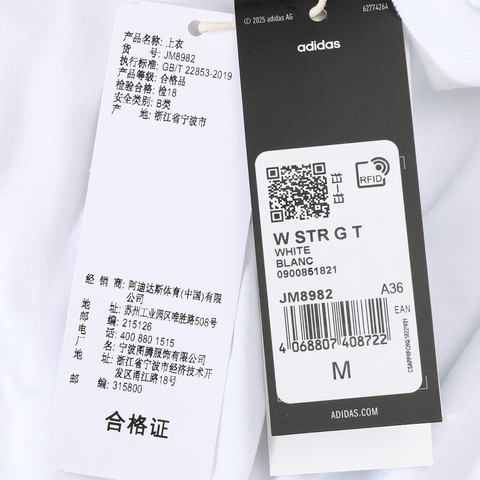 产品名称: 上衣
货 号: JM8982
执行标准: GB/T 22853-2019
产品等级: 合格品
检验合格: 检18
安全类别: B类
产 地: 浙江省宁波市
经 销 商: 阿迪达斯体育(中国)有限
公司
地 址: 苏州工业园区唯胜路508号
邮 编: 215126
电 话: 400 880 1515
厂 名: 宁波图腾服饰有限公司
地 址: 浙江省宁波市经济技术开
发区甬江路18号
邮 编: 315800
合格证
© 2025 adidas AG
62774264
adidas
RFID
W STR G T
WHITE
BLANC
0900851821
JM8982
A36
EAN
4 068807 408722
M
ADIDAS.COM